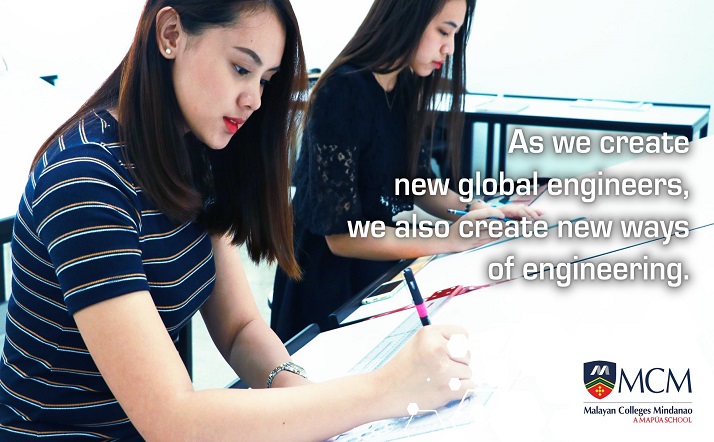 As we create
new global engineers,
we also create new ways
of engineering.
MCM
Malayan Colleges Mindanao
A MAPÚA SCHOOL